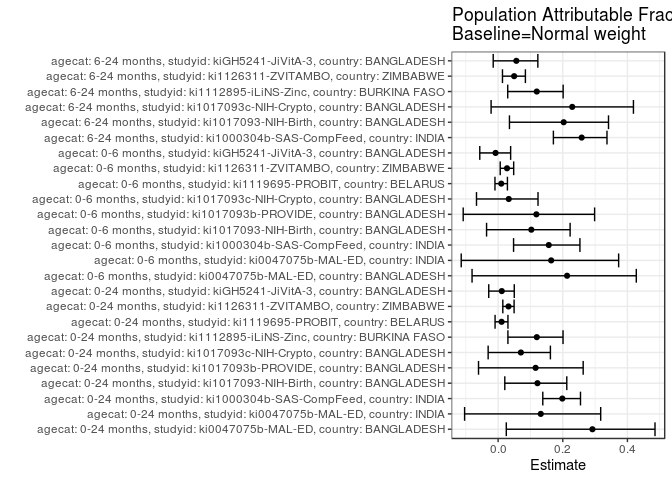 Population Attributable Frac
Baseline=Normal weight
agecat: 6-24 months, studyid: kiGH5241-JiVitA-3, country: BANGLADESH
agecat: 6-24 months, studyid: ki1126311-ZVITAMBO, country: ZIMBABWE
agecat: 6-24 months, studyid: ki1112895-iLiNS-Zinc, country: BURKINA FASO
agecat: 6-24 months, studyid: ki1017093c-NIH-Crypto, country: BANGLADESH
agecat: 6-24 months, studyid: ki1017093-NIH-Birth, country: BANGLADESH
agecat: 6-24 months, studyid: ki1000304b-SAS-CompFeed, country: INDIA
agecat: 0-6 months, studyid: kiGH5241-JiVitA-3, country: BANGLADESH
agecat: 0-6 months, studyid: ki1126311-ZVITAMBO, country: ZIMBABWE
agecat: 0-6 months, studyid: ki1119695-PROBIT, country: BELARUS
agecat: 0-6 months, studyid: ki1017093c-NIH-Crypto, country: BANGLADESH
agecat: 0-6 months, studyid: ki1017093b-PROVIDE, country: BANGLADESH
agecat: 0-6 months, studyid: ki1017093-NIH-Birth, country: BANGLADESH
agecat: 0-6 months, studyid: ki1000304b-SAS-CompFeed, country: INDIA
agecat: 0-6 months, studyid: ki0047075b-MAL-ED, country: INDIA
agecat: 0-6 months, studyid: ki0047075b-MAL-ED, country: BANGLADESH
agecat: 0-24 months, studyid: kiGH5241-JiVitA-3, country: BANGLADESH
agecat: 0-24 months, studyid: ki1126311-ZVITAMBO, country: ZIMBABWE
agecat: 0-24 months, studyid: ki1119695-PROBIT, country: BELARUS
agecat: 0-24 months, studyid: ki1112895-iLiNS-Zinc, country: BURKINA FASO
agecat: 0-24 months, studyid: ki1017093c-NIH-Crypto, country: BANGLADESH
agecat: 0-24 months, studyid: ki1017093b-PROVIDE, country: BANGLADESH
agecat: 0-24 months, studyid: ki1017093-NIH-Birth, country: BANGLADESH
agecat: 0-24 months, studyid: ki1000304b-SAS-CompFeed, country: INDIA
agecat: 0-24 months, studyid: ki0047075b-MAL-ED, country: INDIA
agecat: 0-24 months, studyid: ki0047075b-MAL-ED, country: BANGLADESH
0.0 0.2 0.4
Estimate